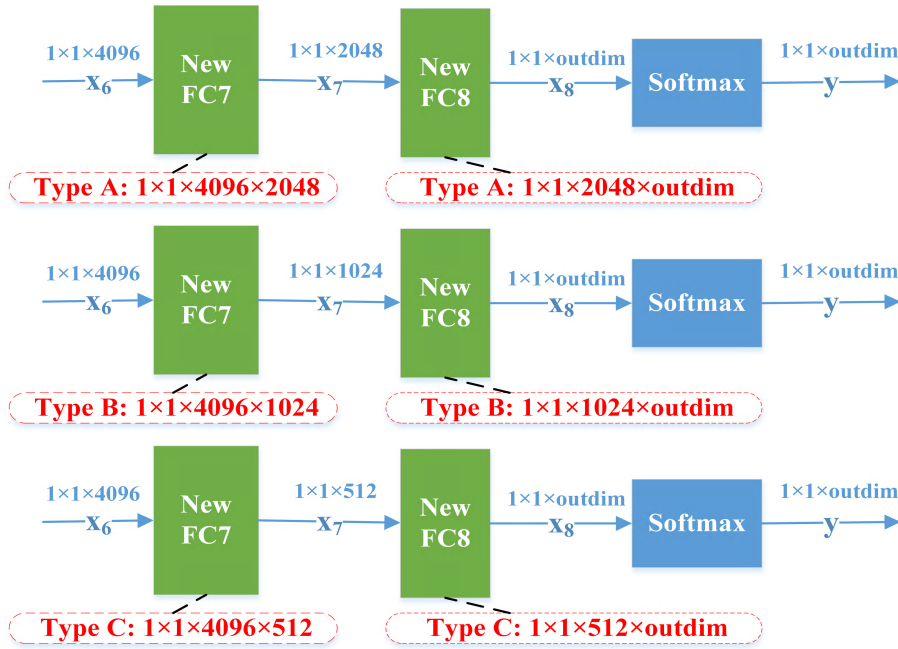 1×1×4096 1×1×2048 1×1×outdim 1×1×outdim
New FC7 New FC8 Softmax
x6 x7 x8 y
Type A: 1×1×4096×2048 Type A: 1×1×2048×outdim
1×1×4096 1×1×1024 1×1×outdim 1×1×outdim
New FC7 New FC8 Softmax
x6 x7 x8 y
Type B: 1×1×4096×1024 Type B: 1×1×1024×outdim
1×1×4096 1×1×512 1×1×outdim 1×1×outdim
New FC7 New FC8 Softmax
x6 x7 x8 y
Type C: 1×1×4096×512 Type C: 1×1×512×outdim